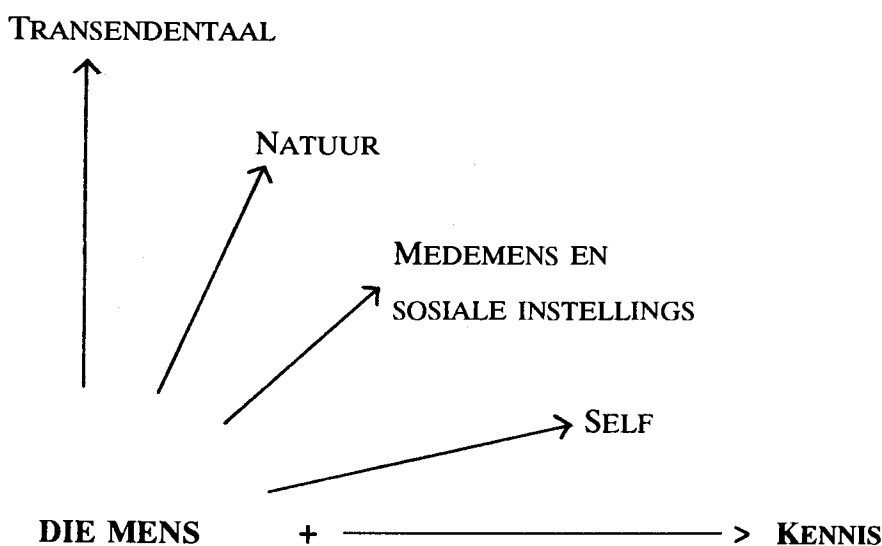 TRANSENDENTAAL
NATUUR
MEDEMENS EN
SOSIALE INSTELLINGS
SELF
DIE MENS + > KENNIS